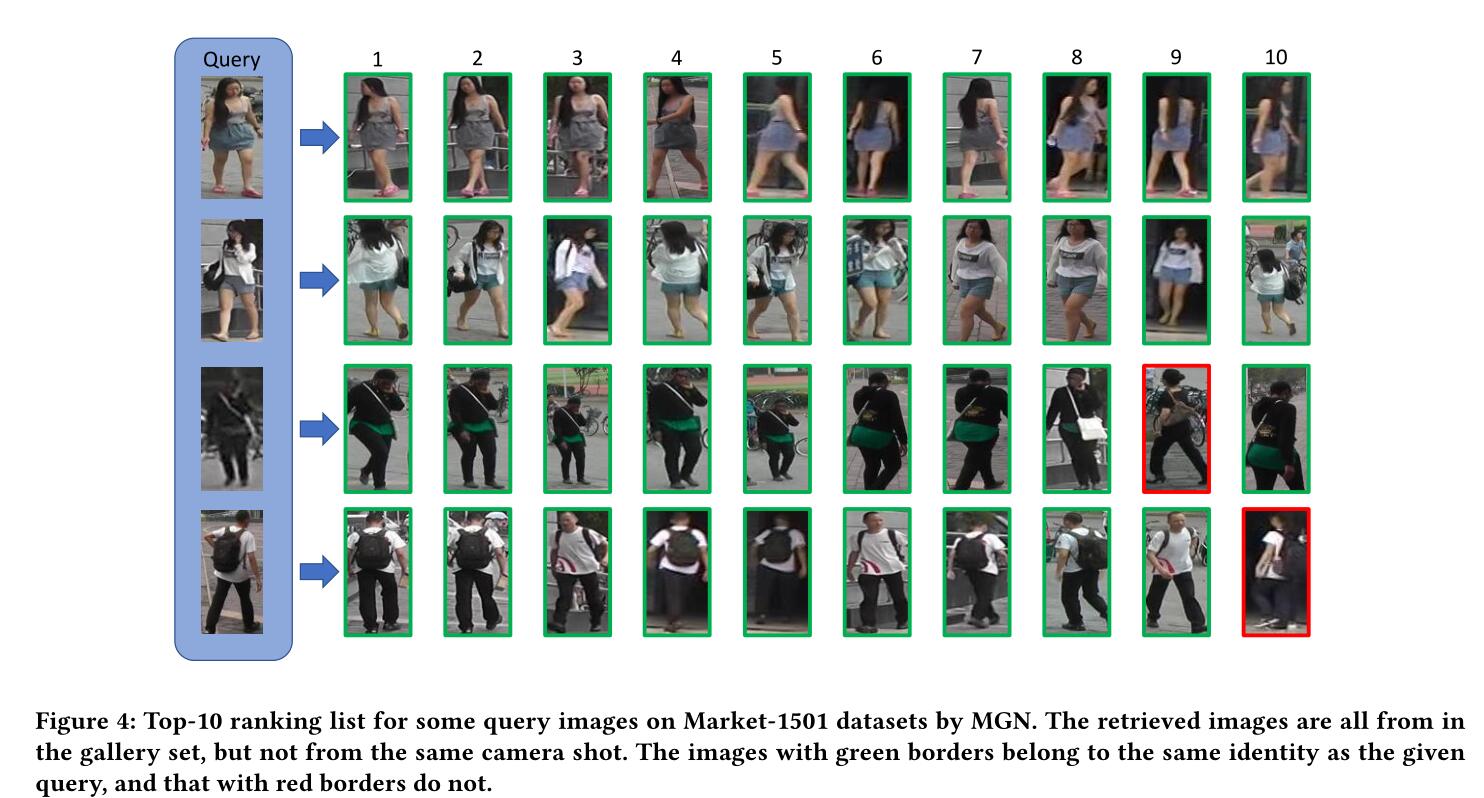 Query 1 2 3 4 5 6 7 8 9 10
Figure 4: Top-10 ranking list for some query images on Market-1501 datasets by MGN. The retrieved images are all from in
the gallery set, but not from the same camera shot. The images with green borders belong to the same identity as the given
query, and that with red borders do not.